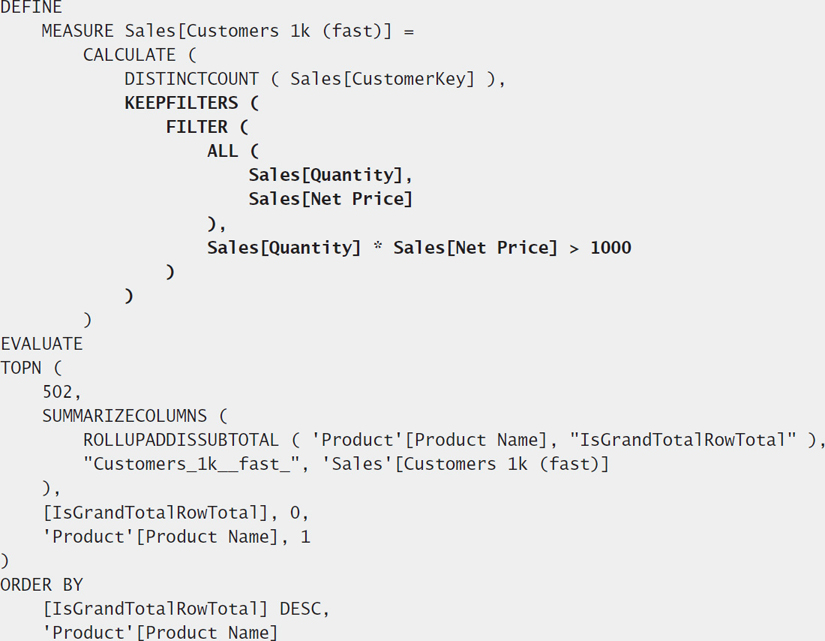 DEFINE
    MEASURE Sales[Customers 1k (fast)] =
        CALCULATE (
            DISTINCTCOUNT ( Sales[CustomerKey] ),
            KEEPFILTERS (
                FILTER (
                    ALL (
                        Sales[Quantity],
                        Sales[Net Price]
                    ),
                    Sales[Quantity] * Sales[Net Price] > 1000
                )
            )
        )
EVALUATE
TOPN (
    502,
    SUMMARIZECOLUMNS (
        ROLLUPADDISSUBTOTAL ( 'Product'[Product Name], "IsGrandTotalRowTotal" ),
        "Customers_1k__fast_", 'Sales'[Customers 1k (fast)]
    ),
    [IsGrandTotalRowTotal], 0,
    'Product'[Product Name], 1
)
ORDER BY
    [IsGrandTotalRowTotal] DESC,
    'Product'[Product Name]